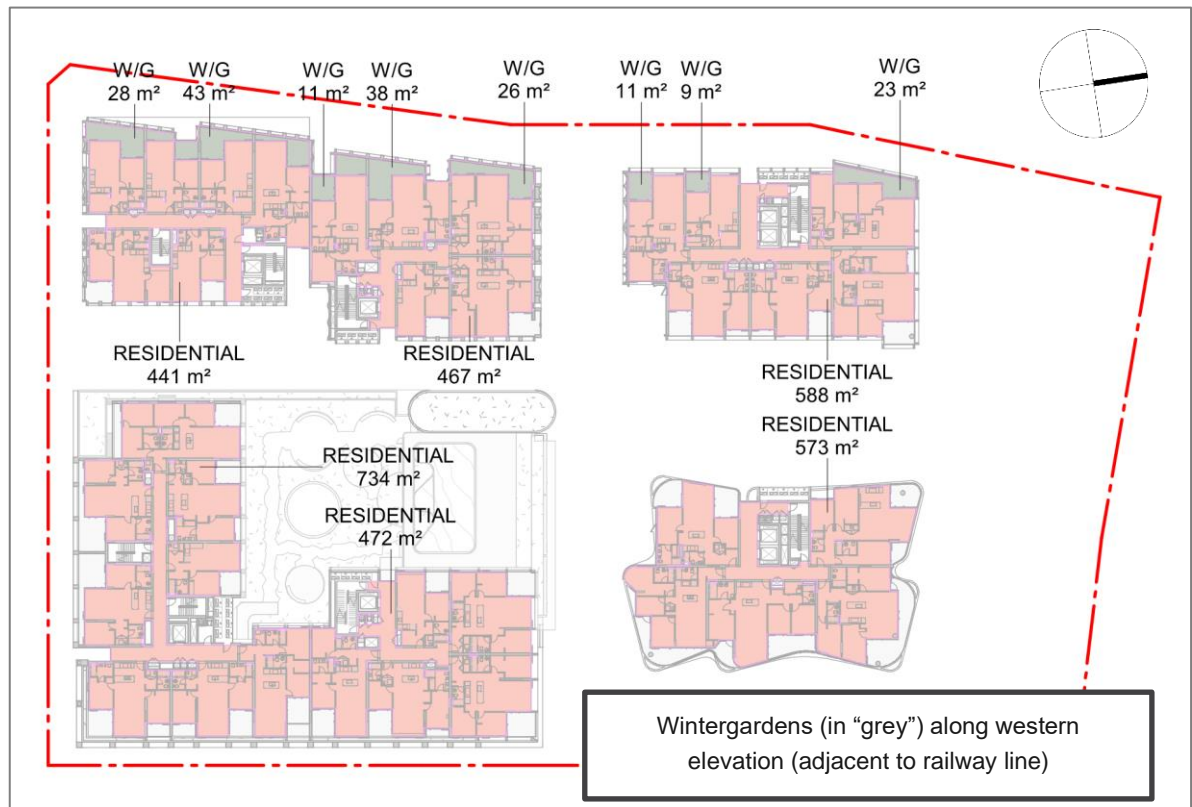 W/G
28 m²
W/G
43 m²
W/G
11 m²
W/G
38 m²
W/G
26 m²
W/G
11 m²
W/G
9 m²
W/G
23 m²
RESIDENTIAL
441 m²
RESIDENTIAL
467 m²
RESIDENTIAL
588 m²
RESIDENTIAL
573 m²
RESIDENTIAL
734 m²
RESIDENTIAL
472 m²
Wintergardens (in “grey”) along western
elevation (adjacent to railway line)